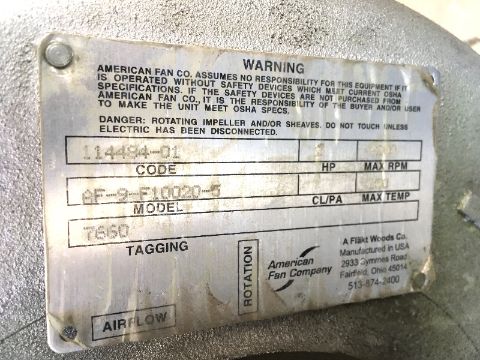 WARNING
AMERICAN FAN CO. ASSUMES NO RESPONSIBILITY FOR THIS EQUIPMENT IF IT
IS OPERATED WITHOUT SAFETY DEVICES WHICH MEET CURRENT OSHA
SPECIFICATIONS. IF THE SAFETY DEVICES ARE NOT PURCHASED FROM
AMERICAN FAN CO., IT IS THE RESPONSIBILITY OF THE BUYER AND/OR USER
TO MAKE THE UNIT MEET OSHA SPECS.
DANGER: ROTATING IMPELLER AND/OR SHEAVES. DO NOT TOUCH UNLESS
ELECTRIC HAS BEEN DISCONNECTED.
114494-01
CODE HP MAX RPM
AF-9-F10020-5
MODEL CL/PA MAX TEMP
7660
TAGGING
AIRFLOW
ROTATION
American
Fan Company
A Fläkt Woods Co.
Manufactured in USA
2933 Symmes Road
Fairfield, Ohio 45014
513-874-2400